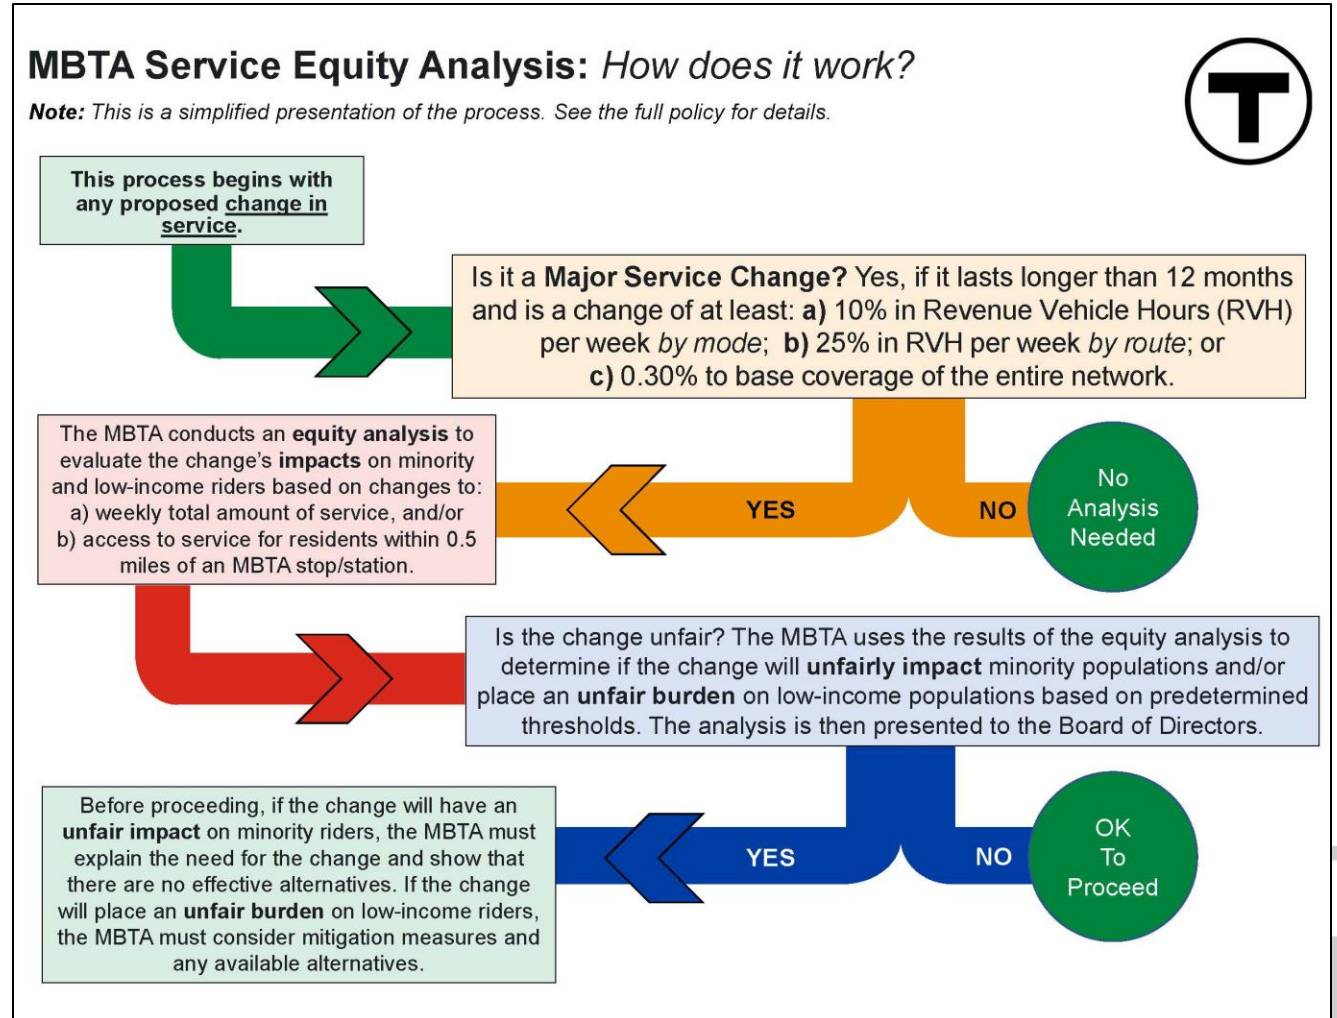 MBTA Service Equity Analysis: How does it work?
Note: This is a simplified presentation of the process. See the full policy for details.
T
This process begins with
any proposed change in
service.
Is it a Major Service Change? Yes, if it lasts longer than 12 months
and is a change of at least: a) 10% in Revenue Vehicle Hours (RVH)
per week by mode; b) 25% in RVH per week by route; or
c) 0.30% to base coverage of the entire network.
YES
NO
No
Analysis
Needed
The MBTA conducts an equity analysis to
evaluate the change’s impacts on minority
and low-income riders based on changes to:
a) weekly total amount of service, and/or
b) access to service for residents within 0.5
miles of an MBTA stop/station.
Is the change unfair? The MBTA uses the results of the equity analysis to
determine if the change will unfairly impact minority populations and/or
place an unfair burden on low-income populations based on predetermined
thresholds. The analysis is then presented to the Board of Directors.
YES
NO
OK
To
Proceed
Before proceeding, if the change will have an
unfair impact on minority riders, the MBTA must
explain the need for the change and show that
there are no effective alternatives. If the change
will place an unfair burden on low-income riders,
the MBTA must consider mitigation measures and
any available alternatives.